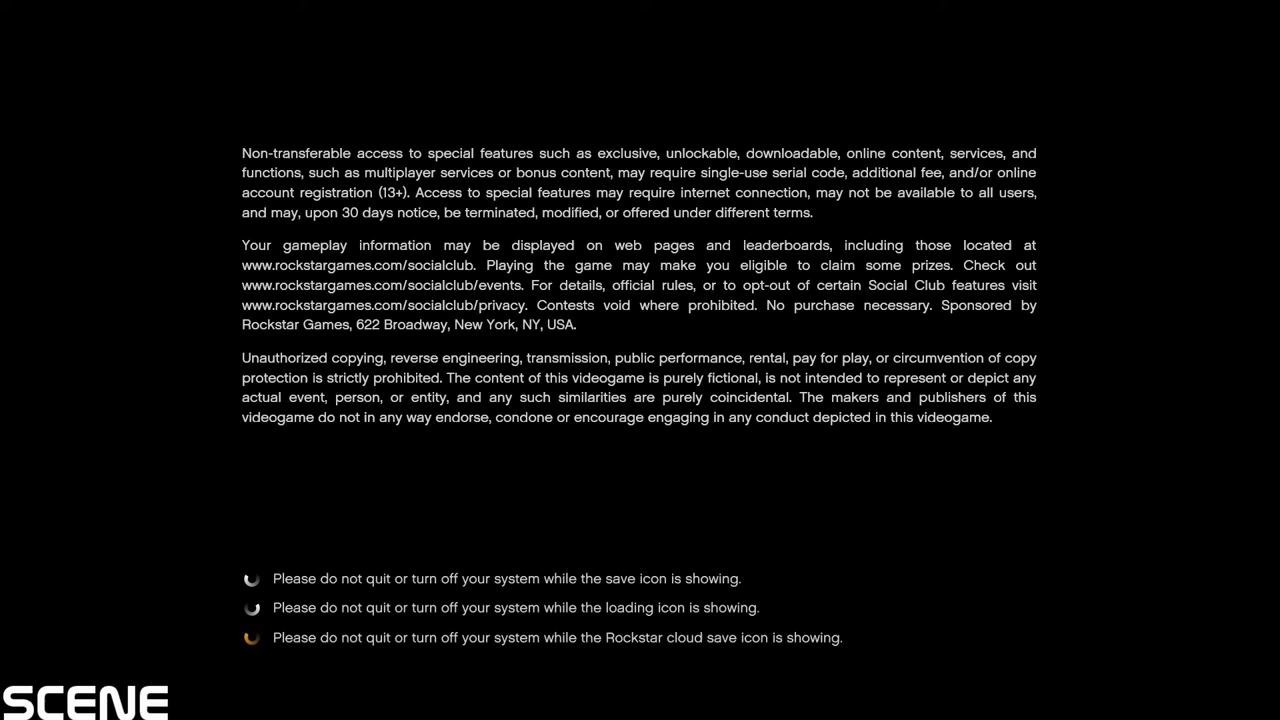 Non-transferable access to special features such as exclusive, unlockable, downloadable, online content, services, and
functions, such as multiplayer services or bonus content, may require single-use serial code, additional fee, and/or online
account registration (13+). Access to special features may require internet connection, may not be available to all users,
and may, upon 30 days notice, be terminated, modified, or offered under different terms.
Your gameplay information may be displayed on web pages and leaderboards, including those located at
www.rockstargames.com/socialclub. Playing the game may make you eligible to claim some prizes. Check out
www.rockstargames.com/socialclub/events. For details, official rules, or to opt-out of certain Social Club features visit
www.rockstargames.com/socialclub/privacy. Contests void where prohibited. No purchase necessary. Sponsored by
Rockstar Games, 622 Broadway, New York, NY, USA.
Unauthorized copying, reverse engineering, transmission, public performance, rental, pay for play, or circumvention of copy
protection is strictly prohibited. The content of this videogame is purely fictional, is not intended to represent or depict any
actual event, person, or entity, and any such similarities are purely coincidental. The makers and publishers of this
videogame do not in any way endorse, condone or encourage engaging in any conduct depicted in this videogame.
Please do not quit or turn off your system while the save icon is showing.
Please do not quit or turn off your system while the loading icon is showing.
Please do not quit or turn off your system while the Rockstar cloud save icon is showing.
SCENE